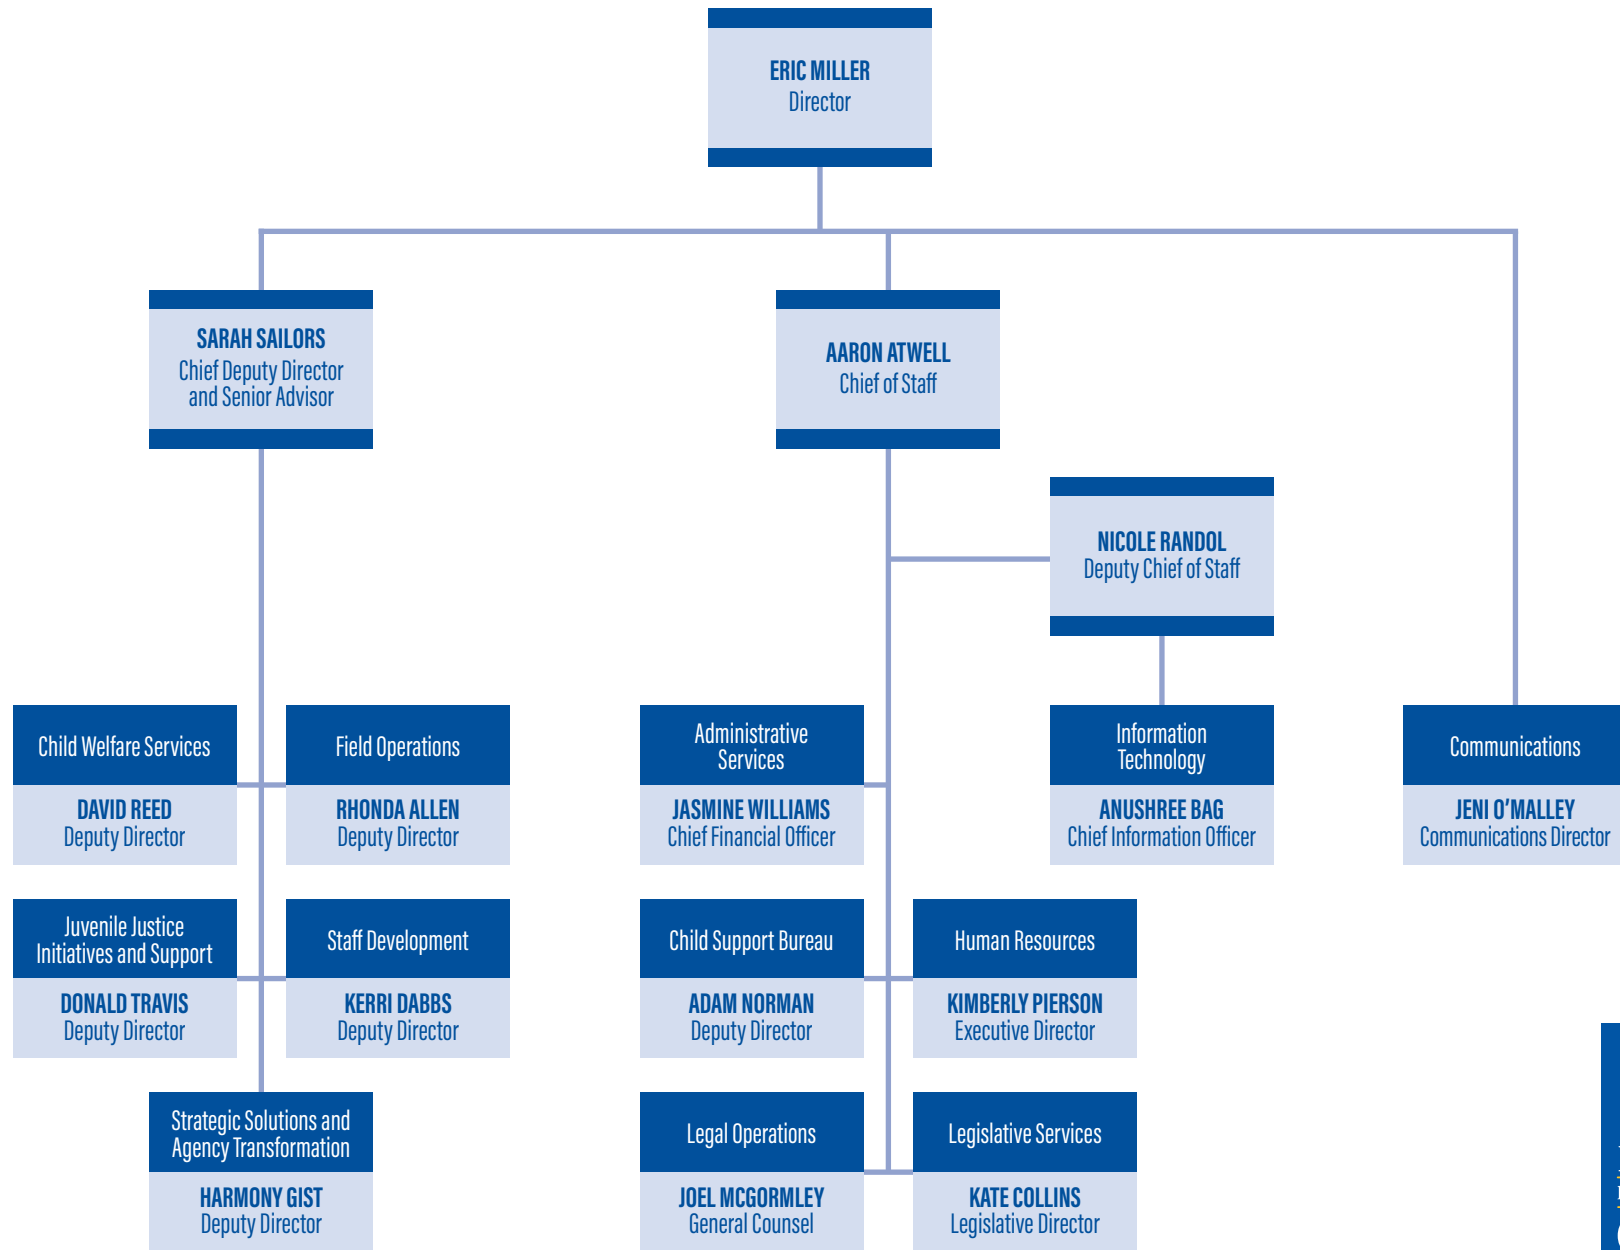 ERIC MILLER
Director
SARAH SAILORS
Chief Deputy Director
and Senior Advisor
AARON ATWELL
Chief of Staff
NICOLE RANDOL
Deputy Chief of Staff
Child Welfare Services
DAVID REED
Deputy Director
Field Operations
RHONDA ALLEN
Deputy Director
Administrative
Services
JASMINE WILLIAMS
Chief Financial Officer
Information
Technology
ANUSHREE BAG
Chief Information Officer
Communications
JENI O'MALLEY
Communications Director
Juvenile Justice
Initiatives and Support
DONALD TRAVIS
Deputy Director
Staff Development
KERRI DABBS
Deputy Director
Child Support Bureau
ADAM NORMAN
Deputy Director
Human Resources
KIMBERLY PIERSON
Executive Director
Strategic Solutions and
Agency Transformation
HARMONY GIST
Deputy Director
Legal Operations
JOEL MCGORMLEY
General Counsel
Legislative Services
KATE COLLINS
Legislative Director